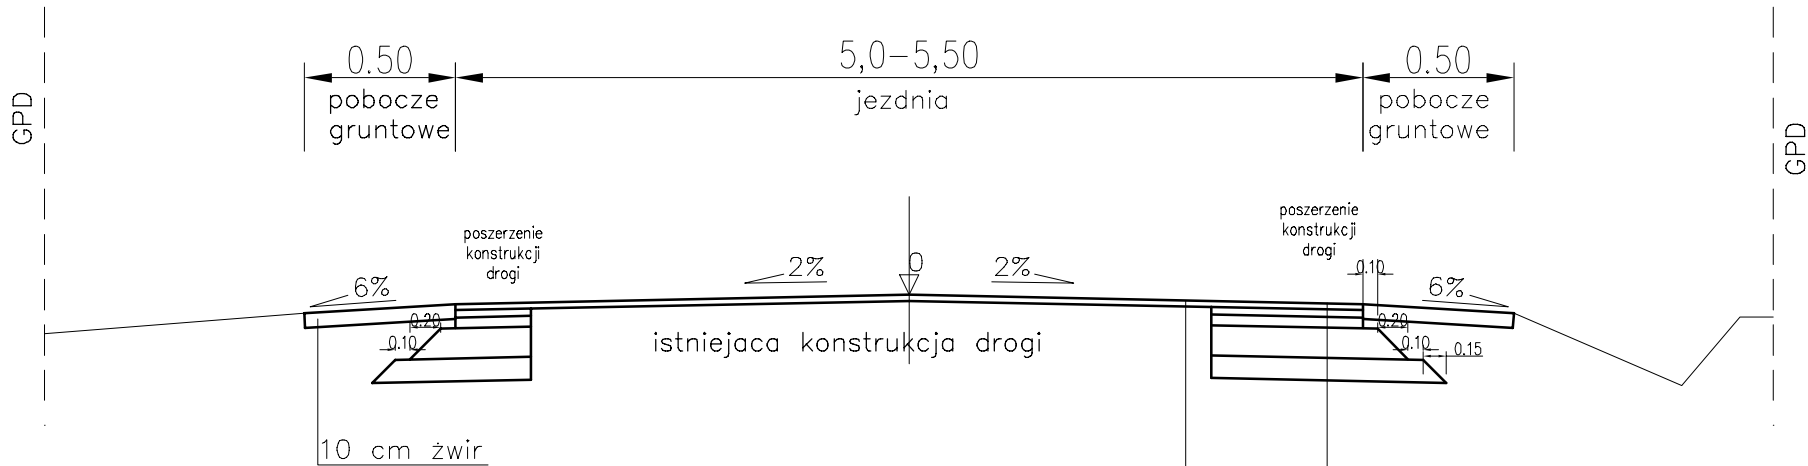 0.50
5,0-5,50
0.50
pobocze
gruntowe
jezdnia
pobocze
gruntowe
GPD
GPD
poszerzenie
konstrukcji
drogi
poszerzenie
konstrukcji
drogi
6%
2%
0
2%
0.10
6%
0.20
0.10
istniejaca konstrukcja drogi
0.20
0.10
0.15
10 cm żwir